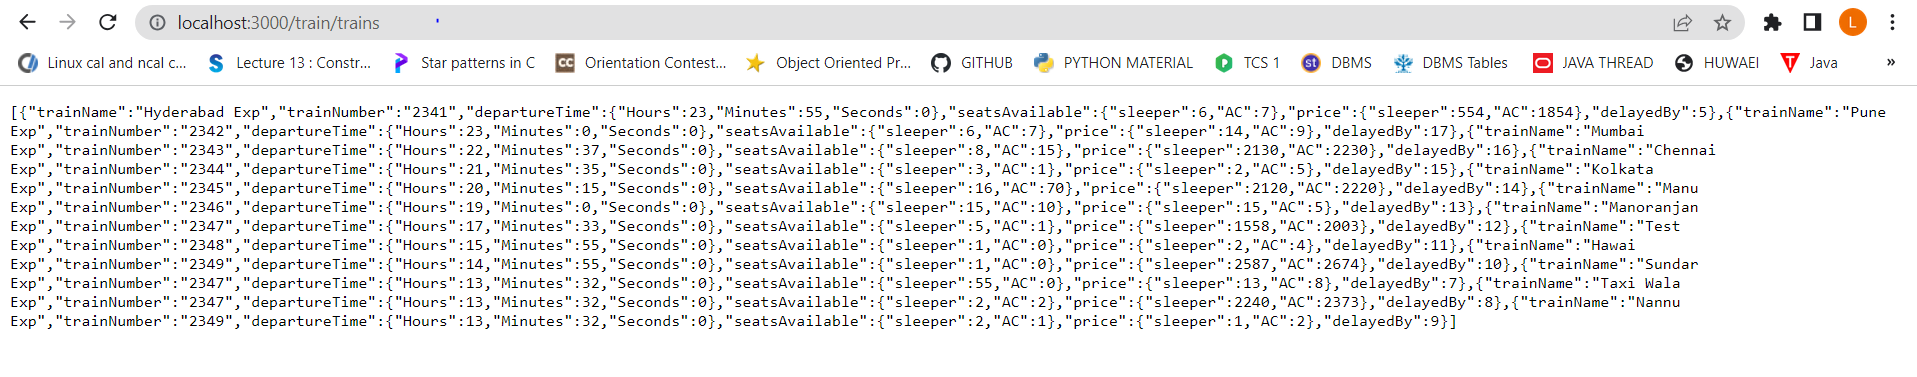 localhost:3000/train/trains
L
Linux cal and ncal c... Lecture 13 : Constr... Star patterns in C CC Orientation Contest... Object Oriented Pr... GITHUB PYTHON MATERIAL TCS 1 st DBMS DBMS Tables JAVA THREAD HUWAEI Java »
[{"trainName":"Hyderabad Exp","trainNumber":"2341","departureTime":{"Hours":23,"Minutes":55,"Seconds":0},"seatsAvailable":{"sleeper":6,"AC":7},"price":{"sleeper":554,"AC":1854},"delayedBy":5},{"trainName":"Pune
Exp","trainNumber":"2342","departureTime":{"Hours":23,"Minutes":0,"Seconds":0},"seatsAvailable":{"sleeper":6,"AC":7},"price":{"sleeper":14,"AC":9},"delayedBy":17},{"trainName":"Mumbai
Exp","trainNumber":"2343","departureTime":{"Hours":22,"Minutes":37,"Seconds":0},"seatsAvailable":{"sleeper":8,"AC":15},"price":{"sleeper":2130,"AC":2230},"delayedBy":16},{"trainName":"Chennai
Exp","trainNumber":"2344","departureTime":{"Hours":21,"Minutes":35,"Seconds":0},"seatsAvailable":{"sleeper":3,"AC":1},"price":{"sleeper":2,"AC":5},"delayedBy":15},{"trainName":"Kolkata
Exp","trainNumber":"2345","departureTime":{"Hours":20,"Minutes":15,"Seconds":0},"seatsAvailable":{"sleeper":16,"AC":70},"price":{"sleeper":2120,"AC":2220},"delayedBy":14},{"trainName":"Manu
Exp","trainNumber":"2346","departureTime":{"Hours":19,"Minutes":0,"Seconds":0},"seatsAvailable":{"sleeper":15,"AC":10},"price":{"sleeper":15,"AC":5},"delayedBy":13},{"trainName":"Manoranjan
Exp","trainNumber":"2347","departureTime":{"Hours":17,"Minutes":33,"Seconds":0},"seatsAvailable":{"sleeper":5,"AC":1},"price":{"sleeper":1558,"AC":2003},"delayedBy":12},{"trainName":"Test
Exp","trainNumber":"2348","departureTime":{"Hours":15,"Minutes":55,"Seconds":0},"seatsAvailable":{"sleeper":1,"AC":0},"price":{"sleeper":2,"AC":4},"delayedBy":11},{"trainName":"Hawai
Exp","trainNumber":"2349","departureTime":{"Hours":14,"Minutes":55,"Seconds":0},"seatsAvailable":{"sleeper":1,"AC":0},"price":{"sleeper":2587,"AC":2674},"delayedBy":10},{"trainName":"Sundar
Exp","trainNumber":"2347","departureTime":{"Hours":13,"Minutes":32,"Seconds":0},"seatsAvailable":{"sleeper":55,"AC":0},"price":{"sleeper":13,"AC":8},"delayedBy":7},{"trainName":"Taxi Wala
Exp","trainNumber":"2347","departureTime":{"Hours":13,"Minutes":32,"Seconds":0},"seatsAvailable":{"sleeper":2,"AC":2},"price":{"sleeper":2240,"AC":2373},"delayedBy":8},{"trainName":"Nannu
Exp","trainNumber":"2349","departureTime":{"Hours":13,"Minutes":32,"Seconds":0},"seatsAvailable":{"sleeper":2,"AC":1},"price":{"sleeper":1,"AC":2},"delayedBy":9}]